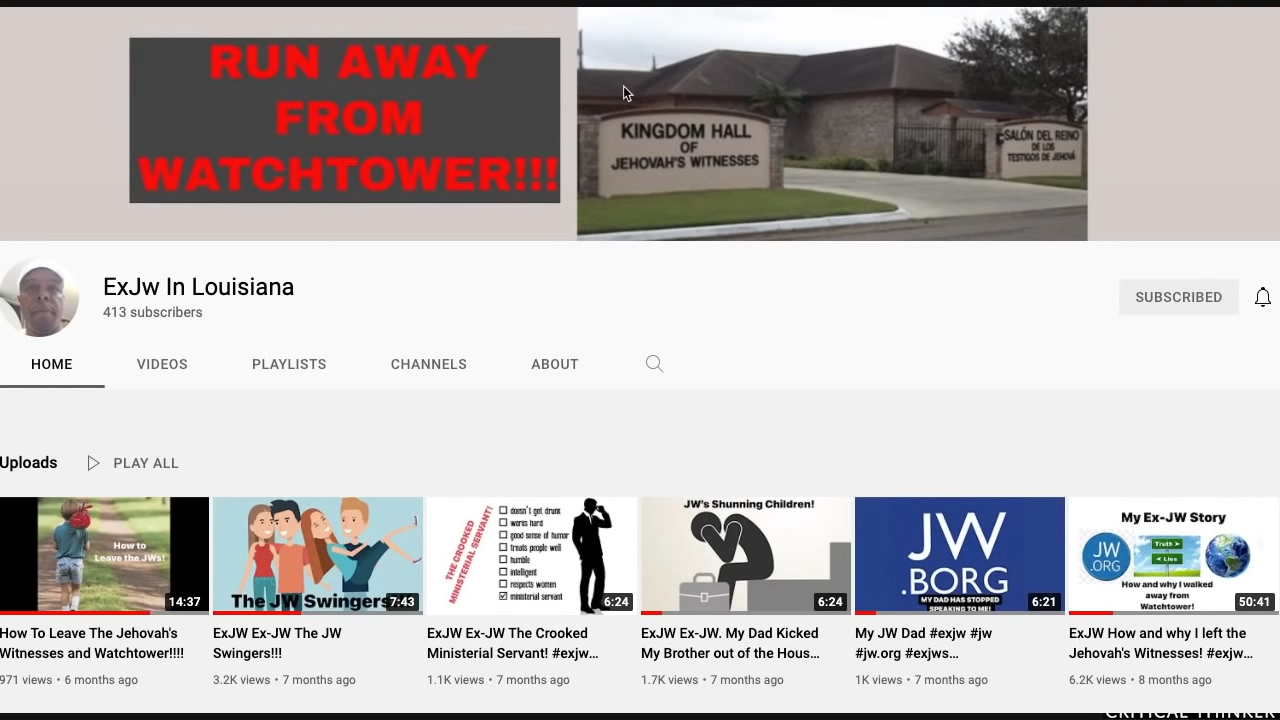 RUN AWAY
FROM
WATCHTOWER!!!
KINGDOM HALL
OF
JEHOVAH'S WITNESSES
SALÓN DEL REINO
DE LOS
TESTIGOS DE JEHOVÁ
ExJw In Louisiana
413 subscribers
SUBSCRIBED
HOME VIDEOS PLAYLISTS CHANNELS ABOUT
Uploads PLAY ALL
How to
Leave the JWs!
14:37
The JW Swingers
7:43
THE CROOKED
MINISTERIAL SERVANT!
doesn't get drunk
works hard
good sense of humor
treats people well
humble
intelligent
respects women
ministerial servant
6:24
JW's Shunning Children!
6:24
JW
.BORG
MY DAD HAS STOPPED
SPEAKING TO ME!
6:21
My Ex-JW Story
JW
.ORG
Truth
Lies
How and why I walked
away from
Watchtower!
50:41
How To Leave The Jehovah's
Witnesses and Watchtower!!!!
971 views • 6 months ago
ExJW Ex-JW The JW
Swingers!!!
3.2K views • 7 months ago
ExJW Ex-JW The Crooked
Ministerial Servant! #exjw…
1.1K views • 7 months ago
ExJW Ex-JW. My Dad Kicked
My Brother out of the Hous…
1.7K views • 7 months ago
My JW Dad #exjw #jw
#jw.org #exjws…
1K views • 7 months ago
ExJW How and why I left the
Jehovah's Witnesses! #exjw…
6.2K views • 8 months ago
CRITICAL THINKER